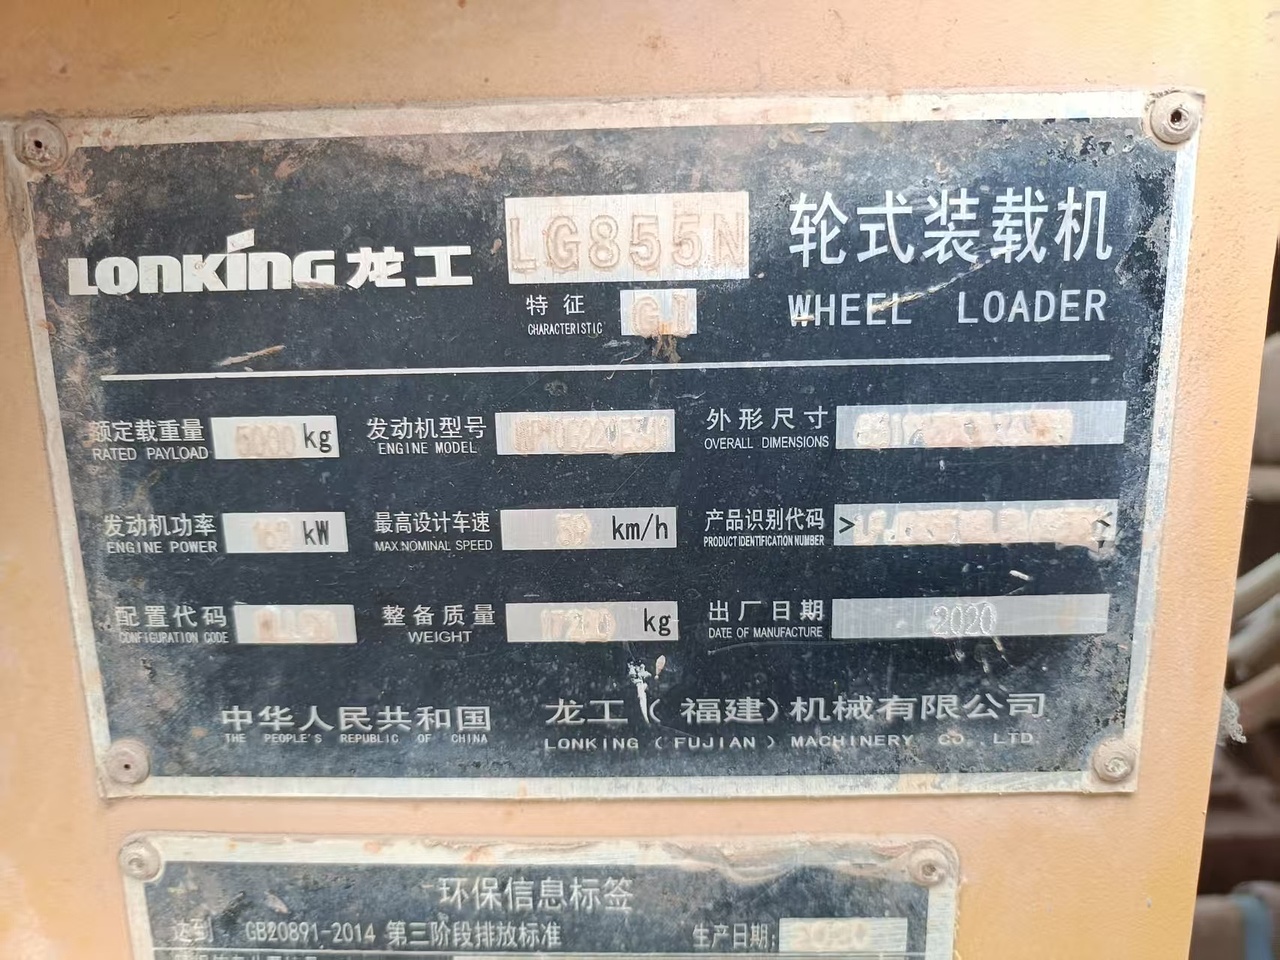 LONKING 龙工 LG855N 轮式装载机
特征 GJ
CHARACTERISTIC
WHEEL LOADER
额定载重量 kg 发动机型号 外形尺寸
RATED PAYLOAD ENGINE MODEL OVERALL DIMENSIONS
发动机功率 kW 最高设计车速 km/h 产品识别代码
ENGINE POWER MAX.NOMINAL SPEED PRODUCT IDENTIFICATION NUMBER
配置代码 整备质量 kg 出厂日期 2020
CONFIGURATION CODE WEIGHT DATE OF MANUFACTURE
中华人民共和国 龙工(福建)机械有限公司
THE PEOPLE'S REPUBLIC OF CHINA LONKING (FUJIAN) MACHINERY CO.,LTD
环保信息标签
达到 GB20891-2014 第三阶段排放标准 生产日期: 2020